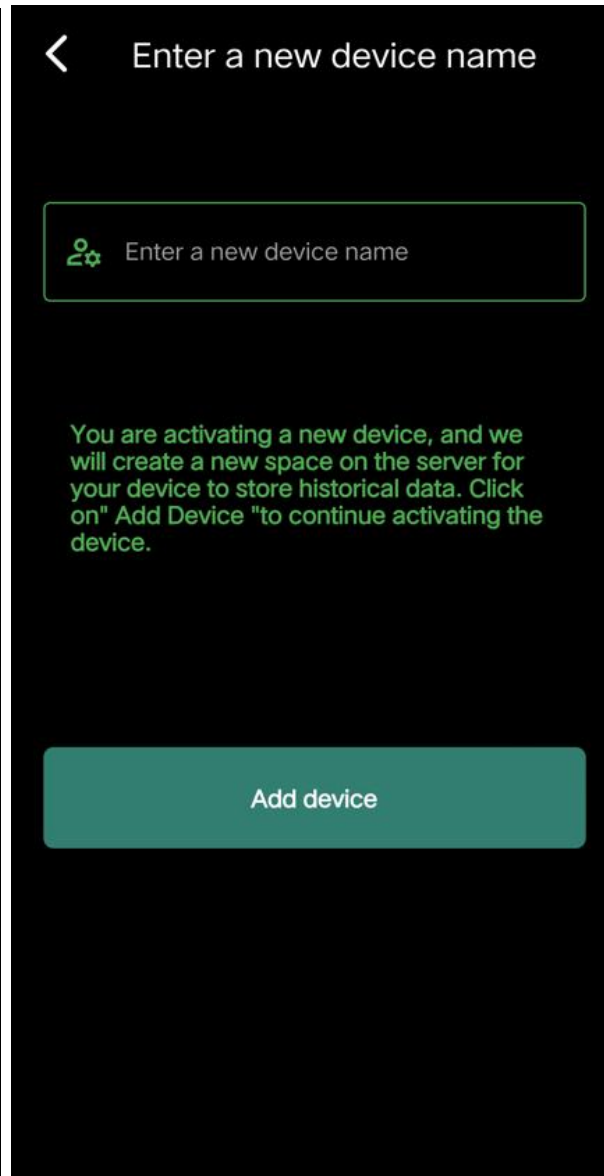 Enter a new device name
Enter a new device name
You are activating a new device, and we
will create a new space on the server for
your device to store historical data. Click
on" Add Device "to continue activating the
device.
Add device